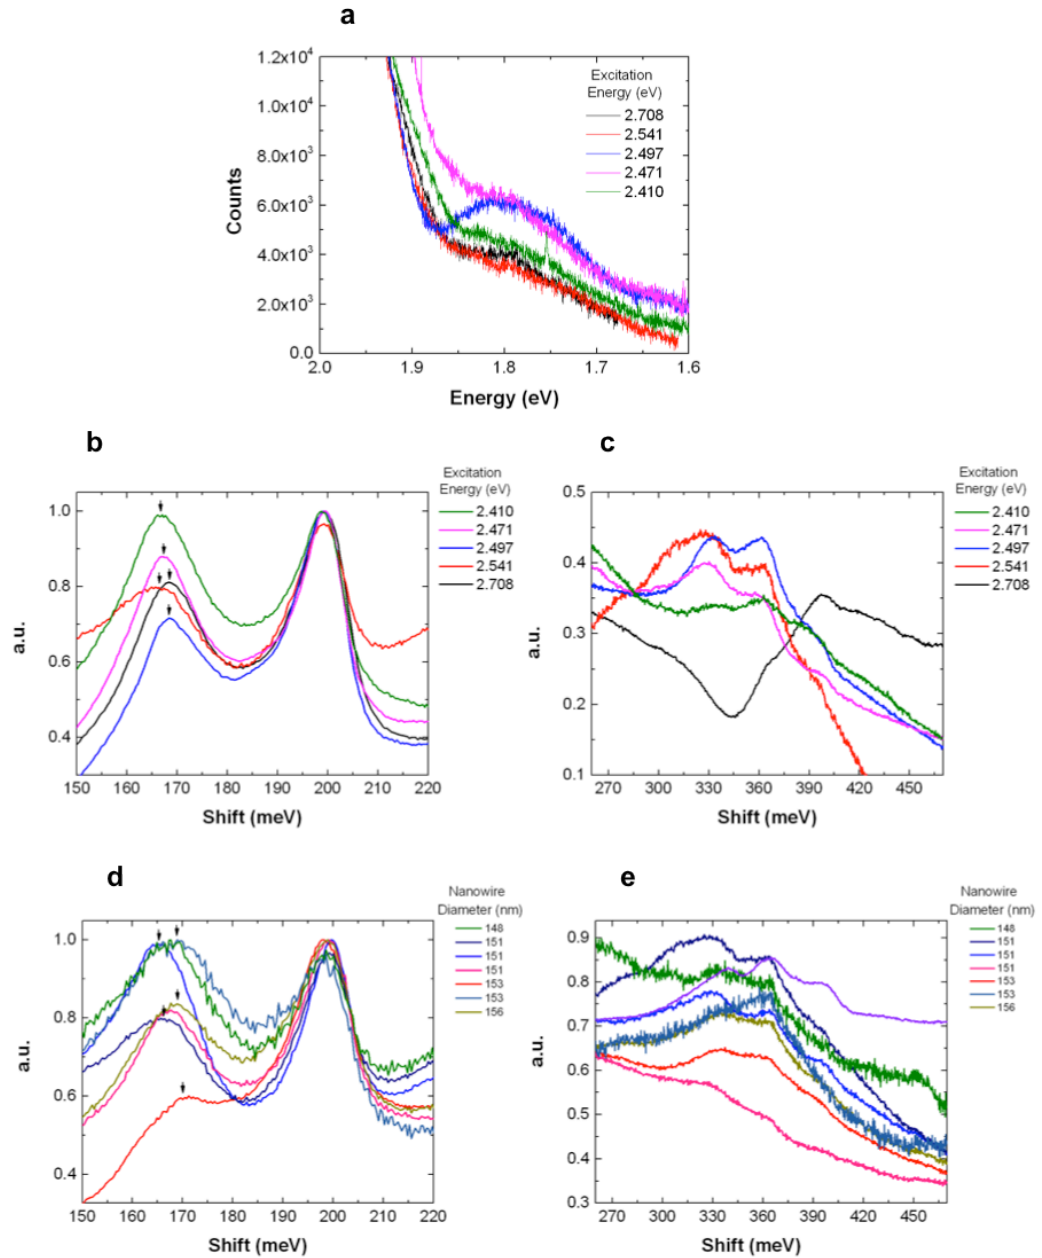 a
1.2x10⁴
1.0x10⁴
8.0x10³
6.0x10³
4.0x10³
2.0x10³
0.0
Counts
Excitation
Energy (eV)
2.708
2.541
2.497
2.471
2.410
2.0 1.9 1.8 1.7 1.6
Energy (eV)
b
Excitation
Energy (eV)
2.410
2.471
2.497
2.541
2.708
1.0
0.8
0.6
0.4
a.u.
150 160 170 180 190 200 210 220
Shift (meV)
c
Excitation
Energy (eV)
2.410
2.471
2.497
2.541
2.708
0.5
0.4
0.3
0.2
0.1
a.u.
270 300 330 360 390 420 450
Shift (meV)
d
Nanowire
Diameter (nm)
148
151
151
151
153
153
156
1.0
0.8
0.6
0.4
a.u.
150 160 170 180 190 200 210 220
Shift (meV)
e
Nanowire
Diameter (nm)
148
151
151
151
153
153
156
0.9
0.8
0.7
0.6
0.5
0.4
0.3
a.u.
270 300 330 360 390 420 450
Shift (meV)